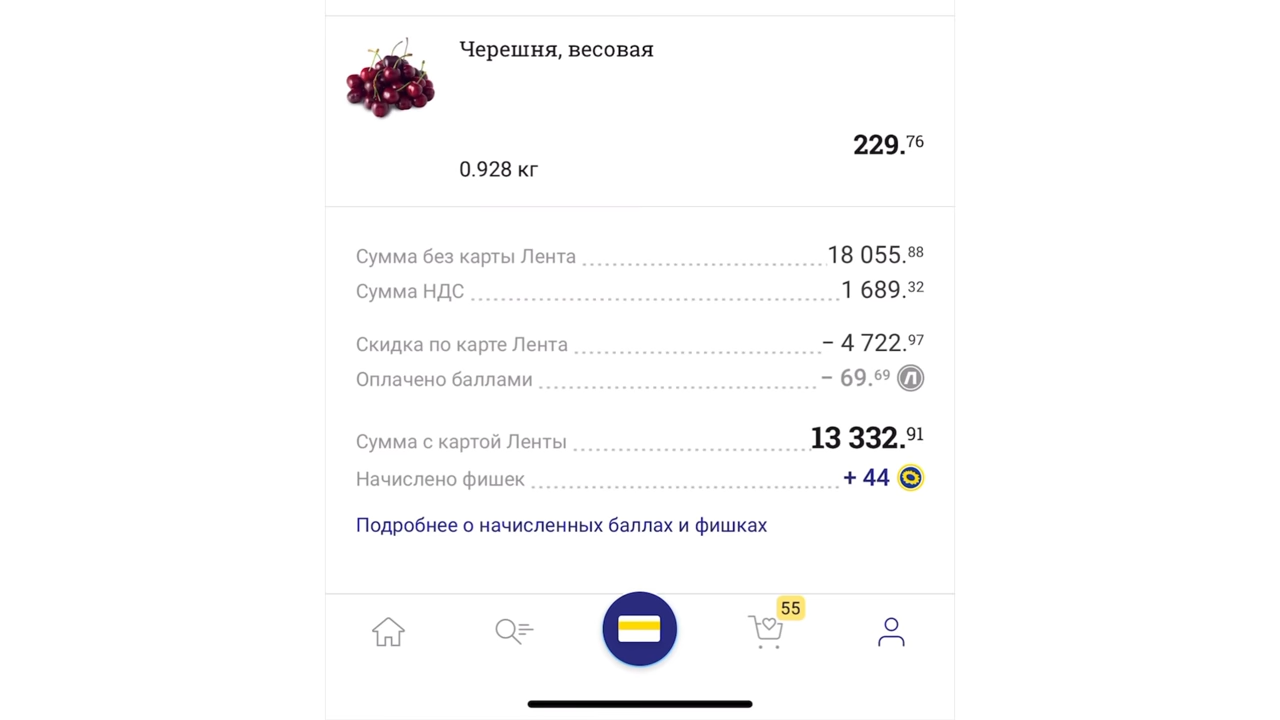 Черешня, весовая
229.76
0.928 кг
Сумма без карты Лента 18 055.88
Сумма НДС 1 689.32
Скидка по карте Лента − 4 722.97
Оплачено баллами − 69.69 Л
Сумма с картой Ленты 13 332.91
Начислено фишек + 44
Подробнее о начисленных баллах и фишках
55